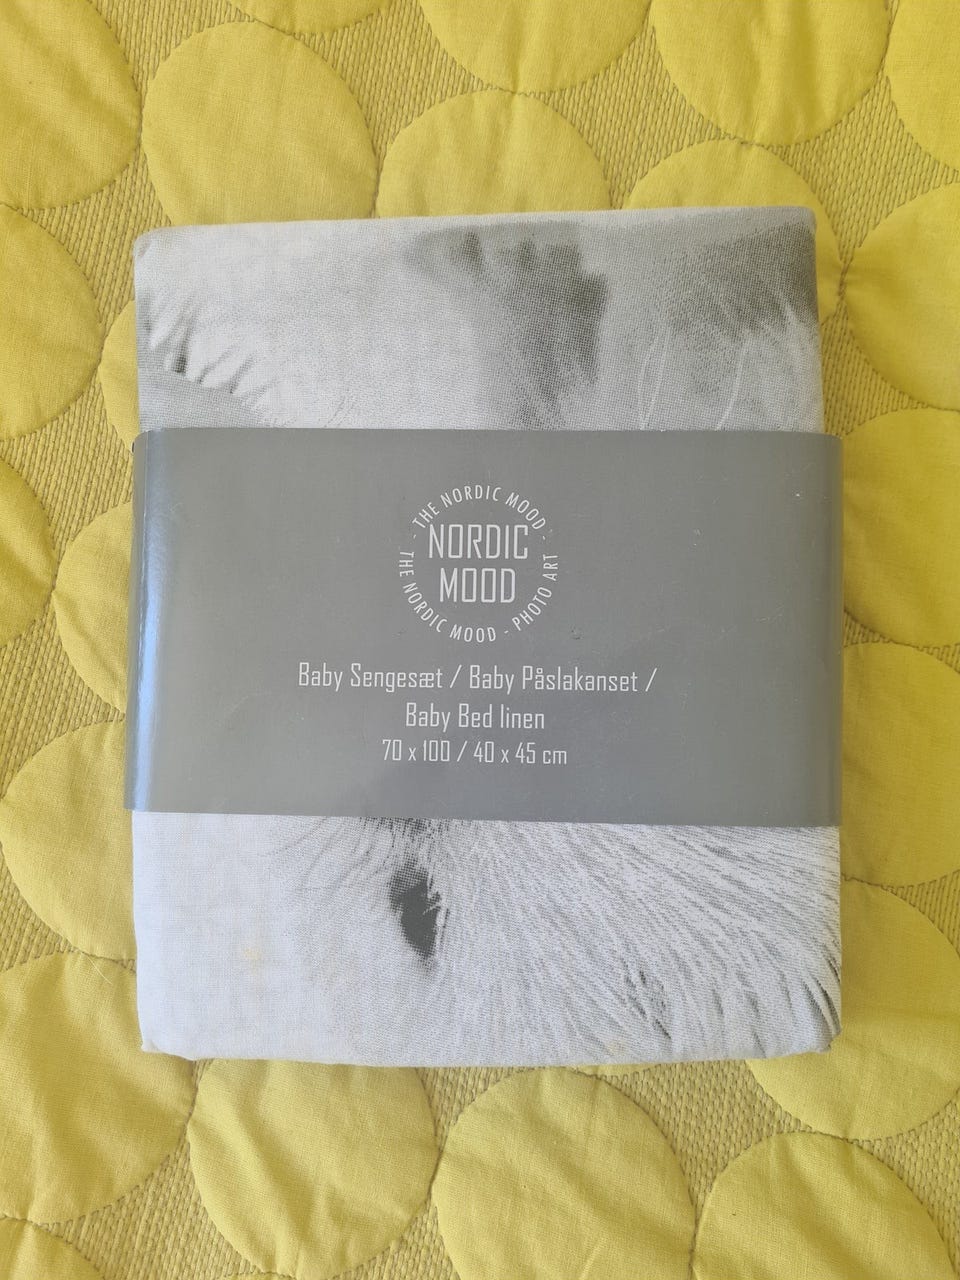 - THE NORDIC MOOD -
NORDIC
MOOD
THE NORDIC MOOD - PHOTO ART
Baby Sengesæt / Baby Påslakanset /
Baby Bed linen
70 x 100 / 40 x 45 cm